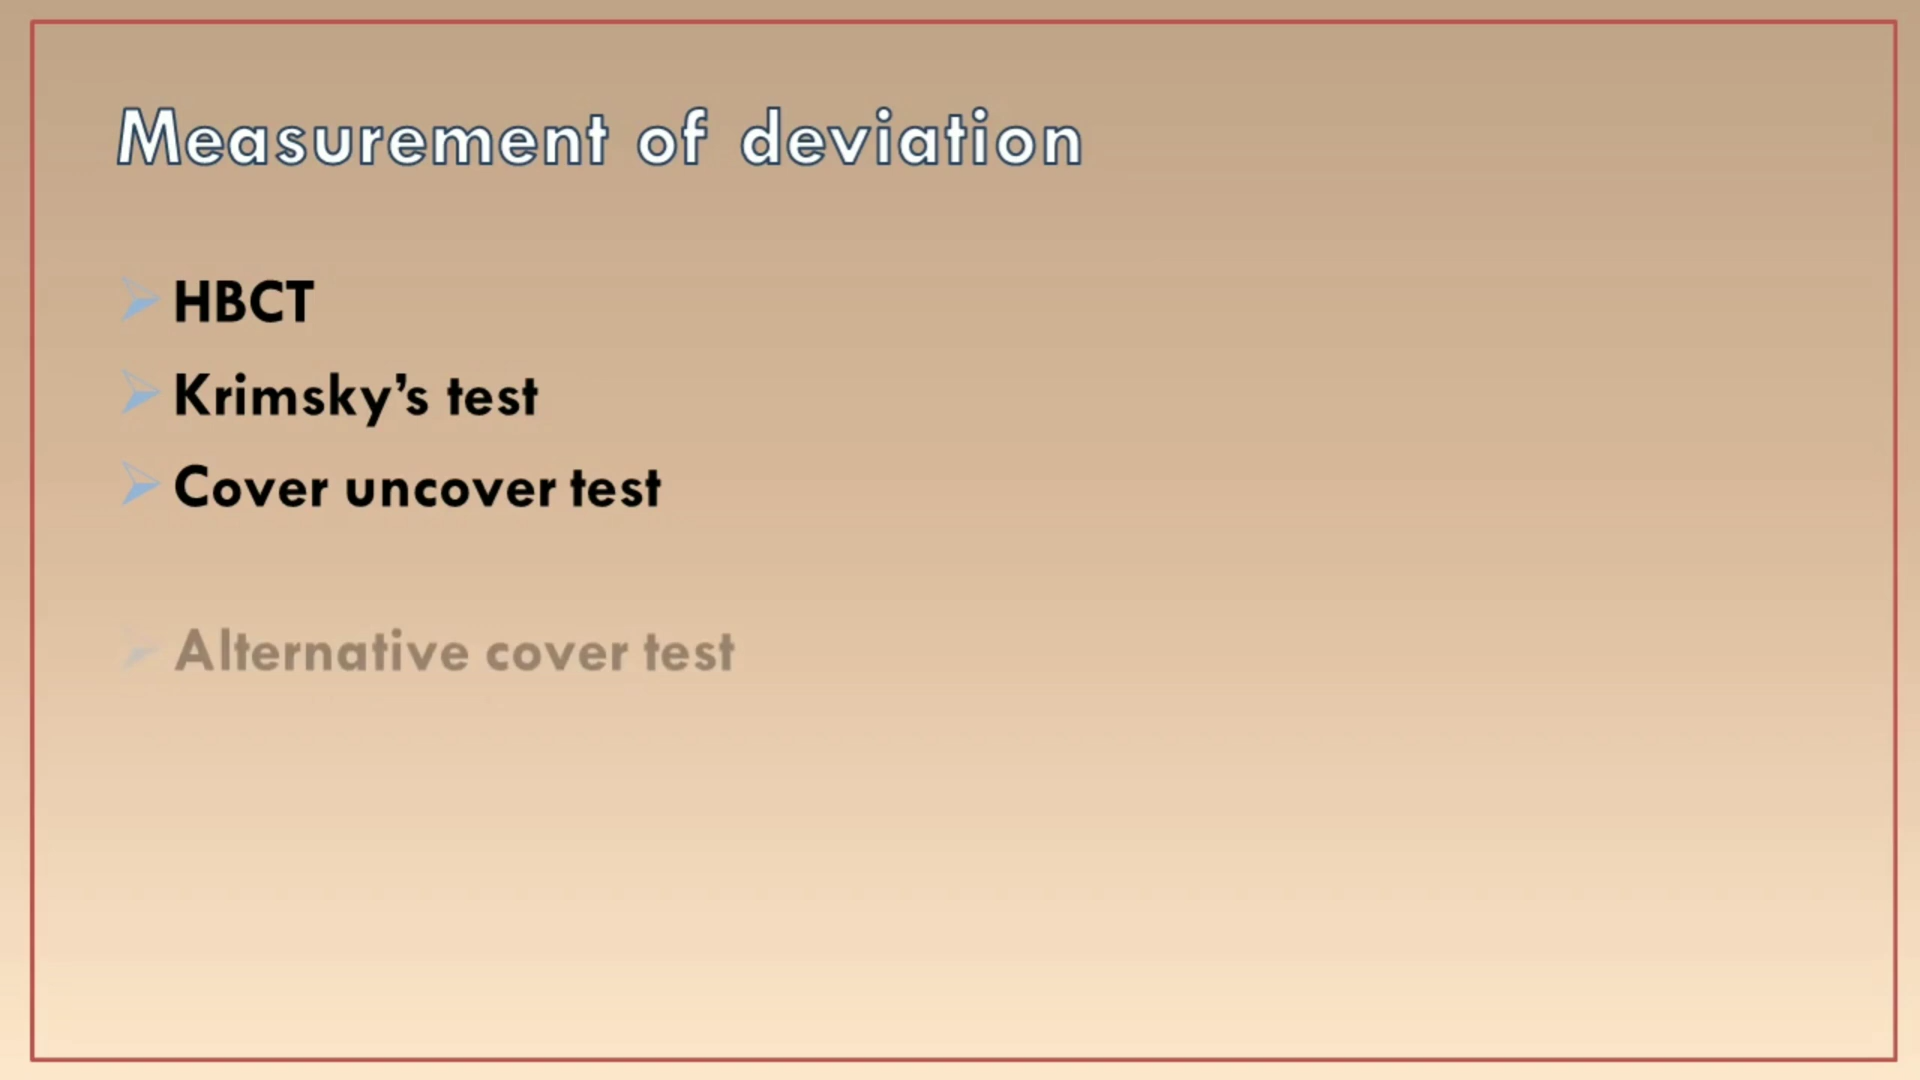 Measurement of deviation
HBCT
Krimsky’s test
Cover uncover test
Alternative cover test